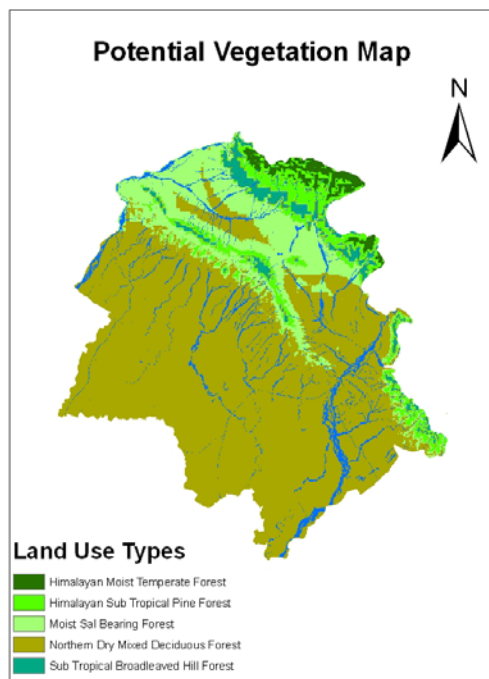 Potential Vegetation Map
N
Land Use Types
Himalayan Moist Temperate Forest
Himalayan Sub Tropical Pine Forest
Moist Sal Bearing Forest
Northern Dry Mixed Deciduous Forest
Sub Tropical Broadleaved Hill Forest